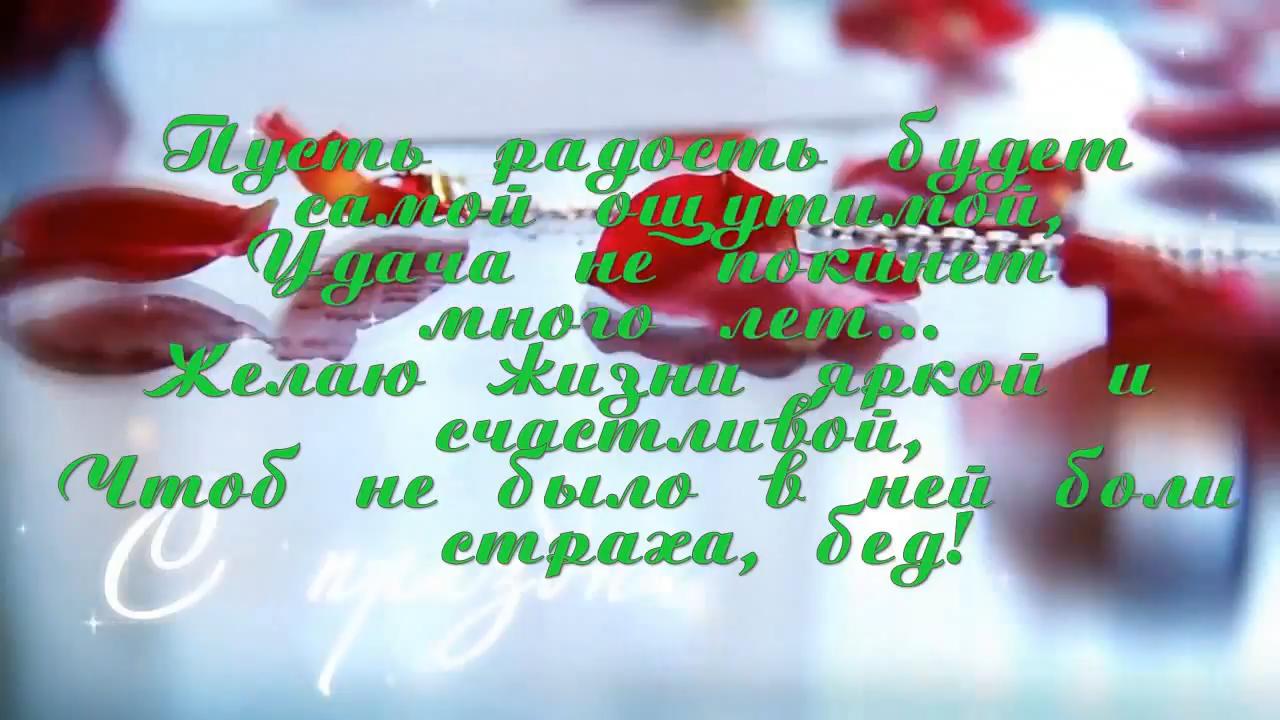 Пусть радость будет
самой ощутимой,
Удача не покинет
много лет...
Желаю жизни яркой и
счастливой,
Чтоб не было в ней боли
страха, бед!
С